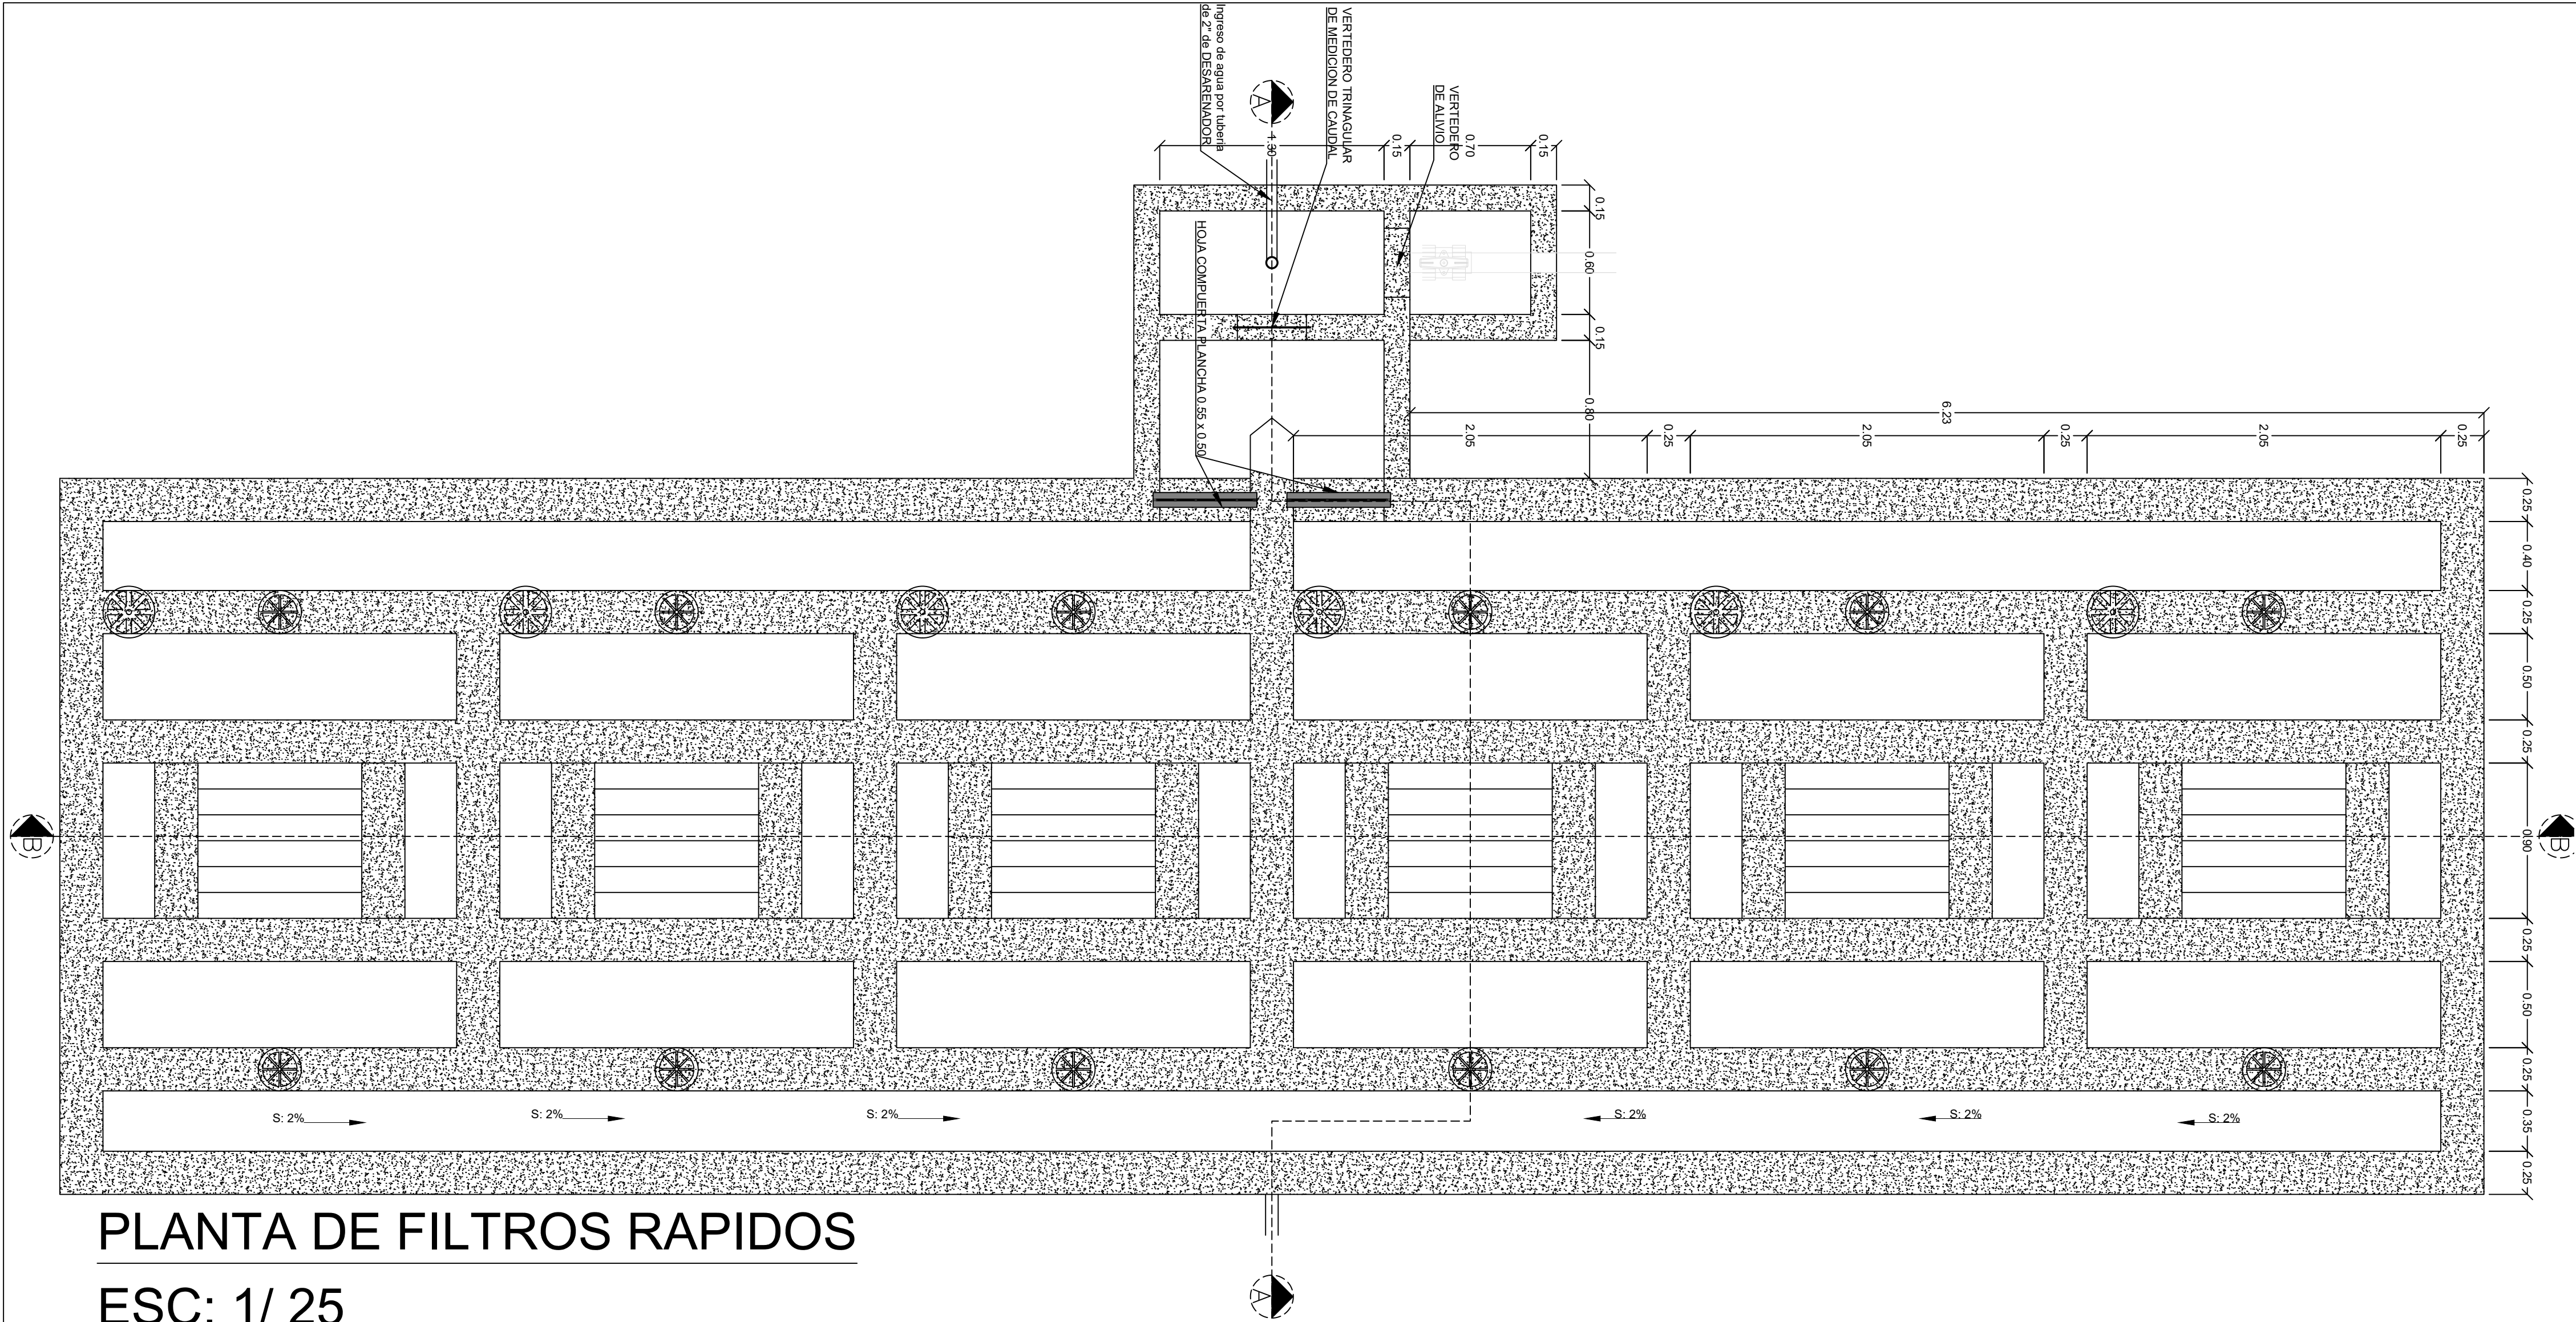 Ingreso de agua por tuberia
de 2" de DESARENADOR
VERTEDERO TRINAGULAR
DE MEDICION DE CAUDAL
VERTEDERO
DE ALIVIO
A
1.30
0.15
0.70
0.15
0.15
0.60
0.15
0.80
HOJA COMPUERTA PLANCHA 0.55 x 0.50
6.23
2.05
0.25
2.05
0.25
2.05
0.25
0.25
0.40
0.25
0.50
0.25
0.90
0.25
0.50
0.25
0.35
0.25
B
B
S: 2%
S: 2%
S: 2%
S: 2%
S: 2%
S: 2%
PLANTA DE FILTROS RAPIDOS
ESC: 1/ 25
A